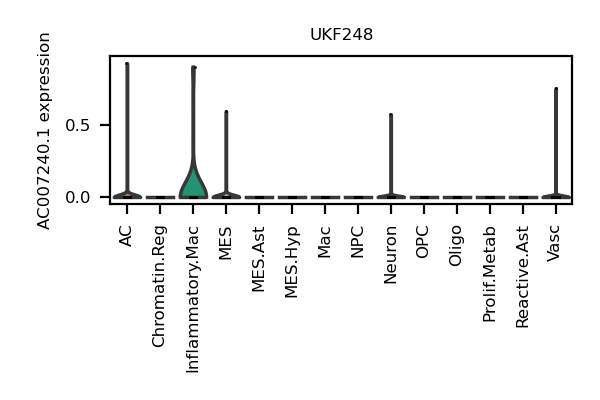 UKF248
AC007240.1 expression
0.5
0.0
AC
Chromatin.Reg
Inflammatory.Mac
MES
MES.Ast
MES.Hyp
Mac
NPC
Neuron
OPC
Oligo
Prolif.Metab
Reactive.Ast
Vasc